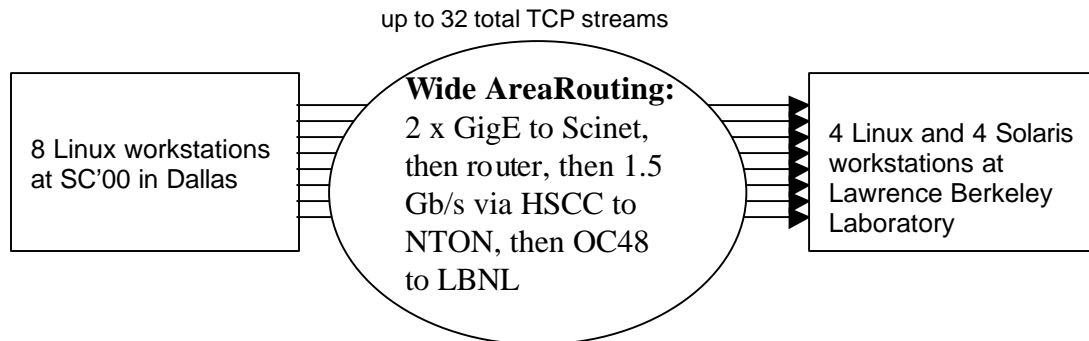 up to 32 total TCP streams
8 Linux workstations
at SC'00 in Dallas
Wide AreaRouting:
2 x GigE to Scinet,
then router, then 1.5
Gb/s via HSCC to
NTON, then OC48
to LBNL
4 Linux and 4 Solaris
workstations at
Lawrence Berkeley
Laboratory